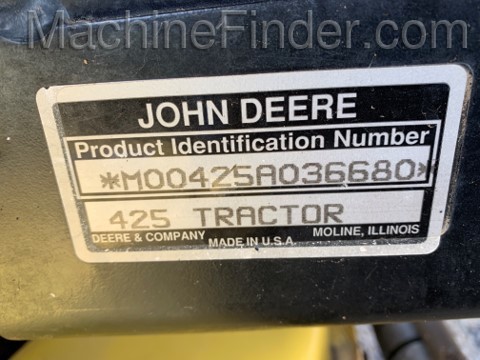 MachineFinder.com
JOHN DEERE
Product Identification Number
*M00425A036680*
425 TRACTOR
DEERE & COMPANY MADE IN U.S.A. MOLINE, ILLINOIS